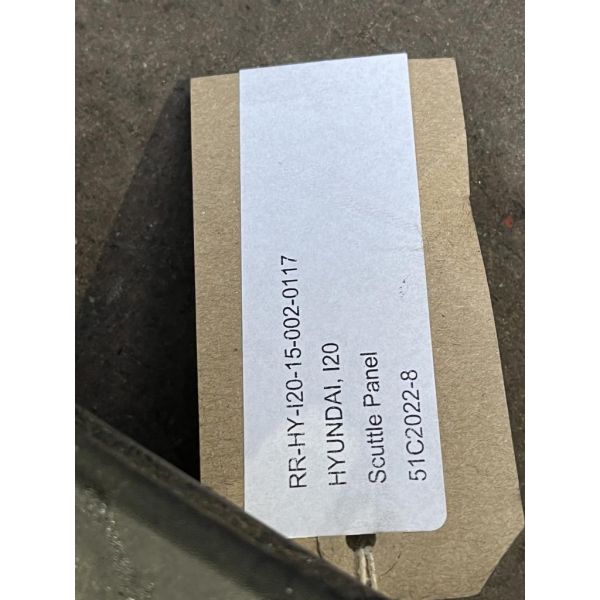 RR-HY-I20-15-002-0117
HYUNDAI, I20
Scuttle Panel
51C2022-8